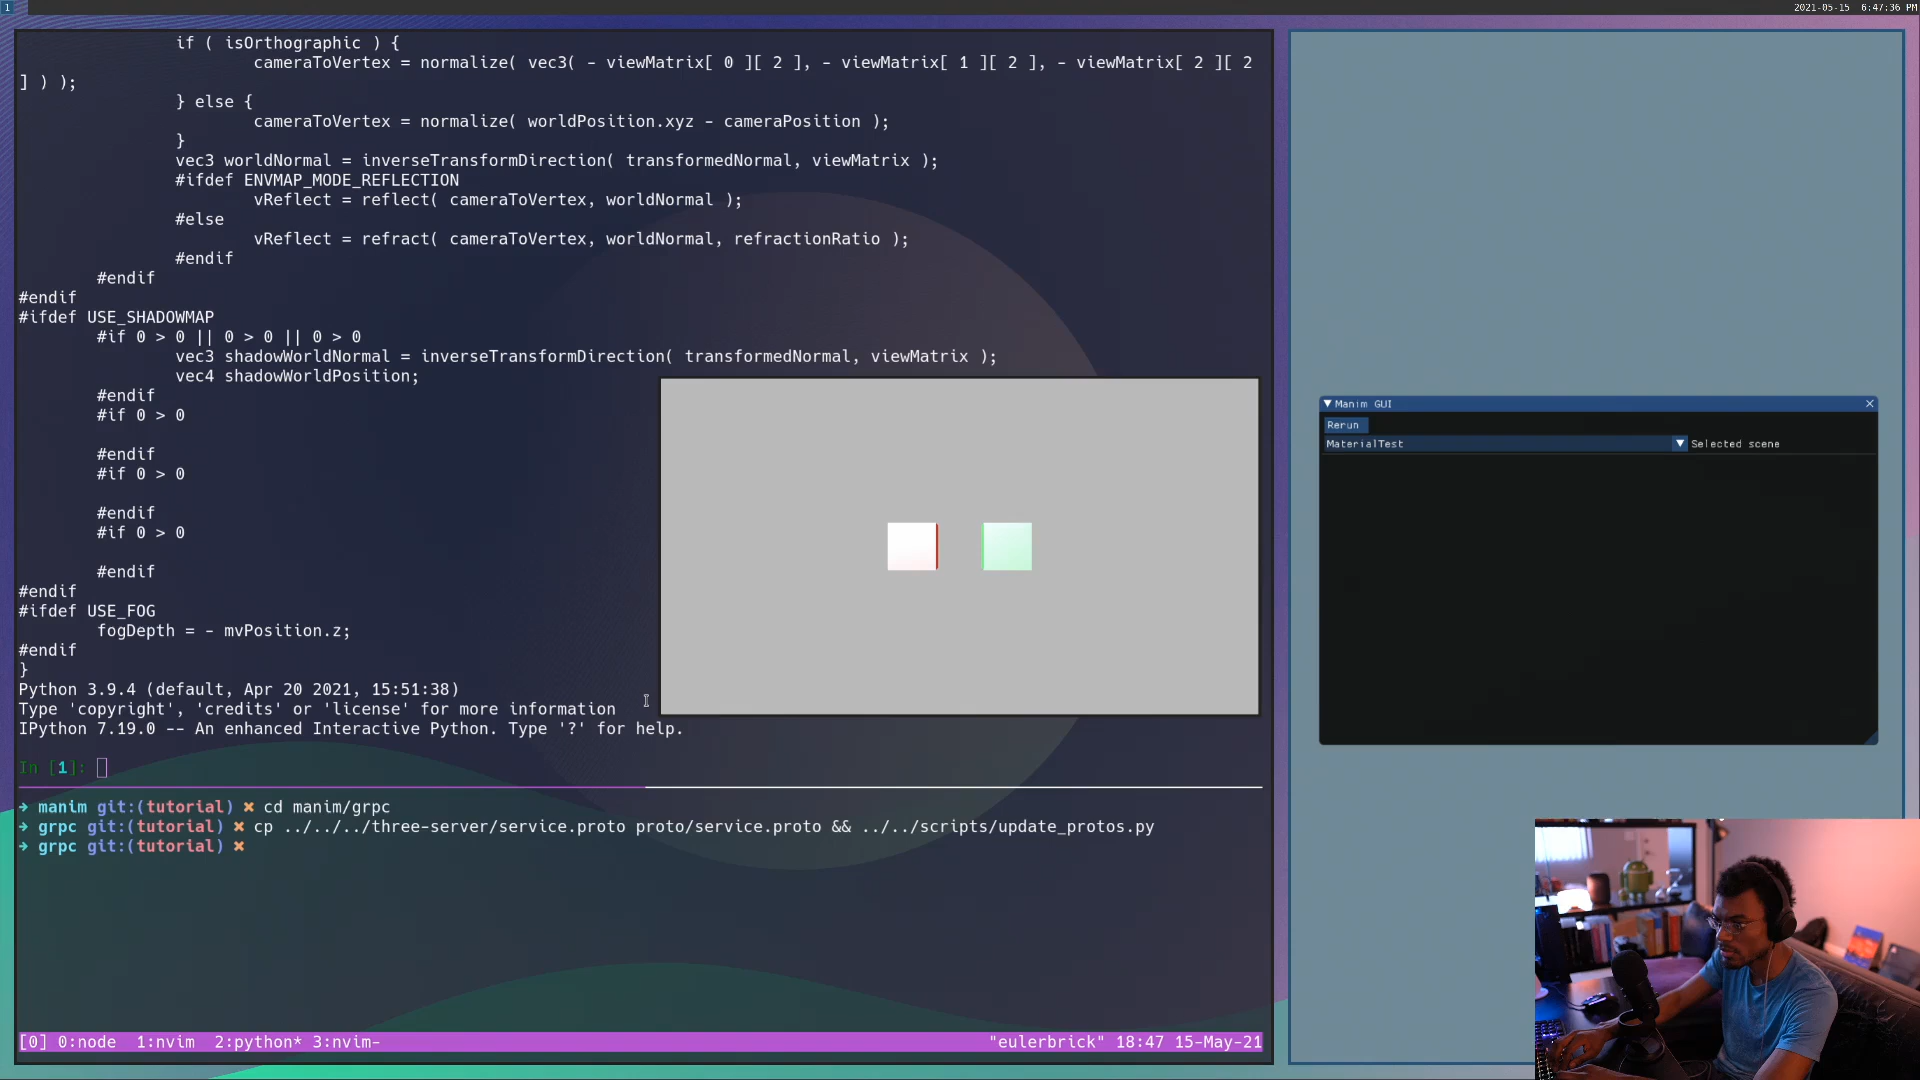 1
2021-05-15 6:47:36 PM
if ( isOrthographic ) {
cameraToVertex = normalize( vec3( - viewMatrix[ 0 ][ 2 ], - viewMatrix[ 1 ][ 2 ], - viewMatrix[ 2 ][ 2
] ) );
} else {
cameraToVertex = normalize( worldPosition.xyz - cameraPosition );
}
vec3 worldNormal = inverseTransformDirection( transformedNormal, viewMatrix );
#ifdef ENVMAP_MODE_REFLECTION
vReflect = reflect( cameraToVertex, worldNormal );
#else
vReflect = refract( cameraToVertex, worldNormal, refractionRatio );
#endif
#endif
#endif
#ifdef USE_SHADOWMAP
#if 0 > 0 || 0 > 0 || 0 > 0
vec3 shadowWorldNormal = inverseTransformDirection( transformedNormal, viewMatrix );
vec4 shadowWorldPosition;
#endif
#if 0 > 0
#endif
#if 0 > 0
#endif
#if 0 > 0
#endif
#endif
#ifdef USE_FOG
fogDepth = - mvPosition.z;
#endif
}
Python 3.9.4 (default, Apr 20 2021, 15:51:38)
Type 'copyright', 'credits' or 'license' for more information
IPython 7.19.0 -- An enhanced Interactive Python. Type '?' for help.
In [1]:
→ manim git:(tutorial) ✖ cd manim/grpc
→ grpc git:(tutorial) ✖ cp ../../../three-server/service.proto proto/service.proto && ../../scripts/update_protos.py
→ grpc git:(tutorial) ✖
[0] 0:node 1:nvim 2:python* 3:nvim-
"eulerbrick" 18:47 15-May-21
Manim GUI
Rerun
MaterialTest
Selected scene